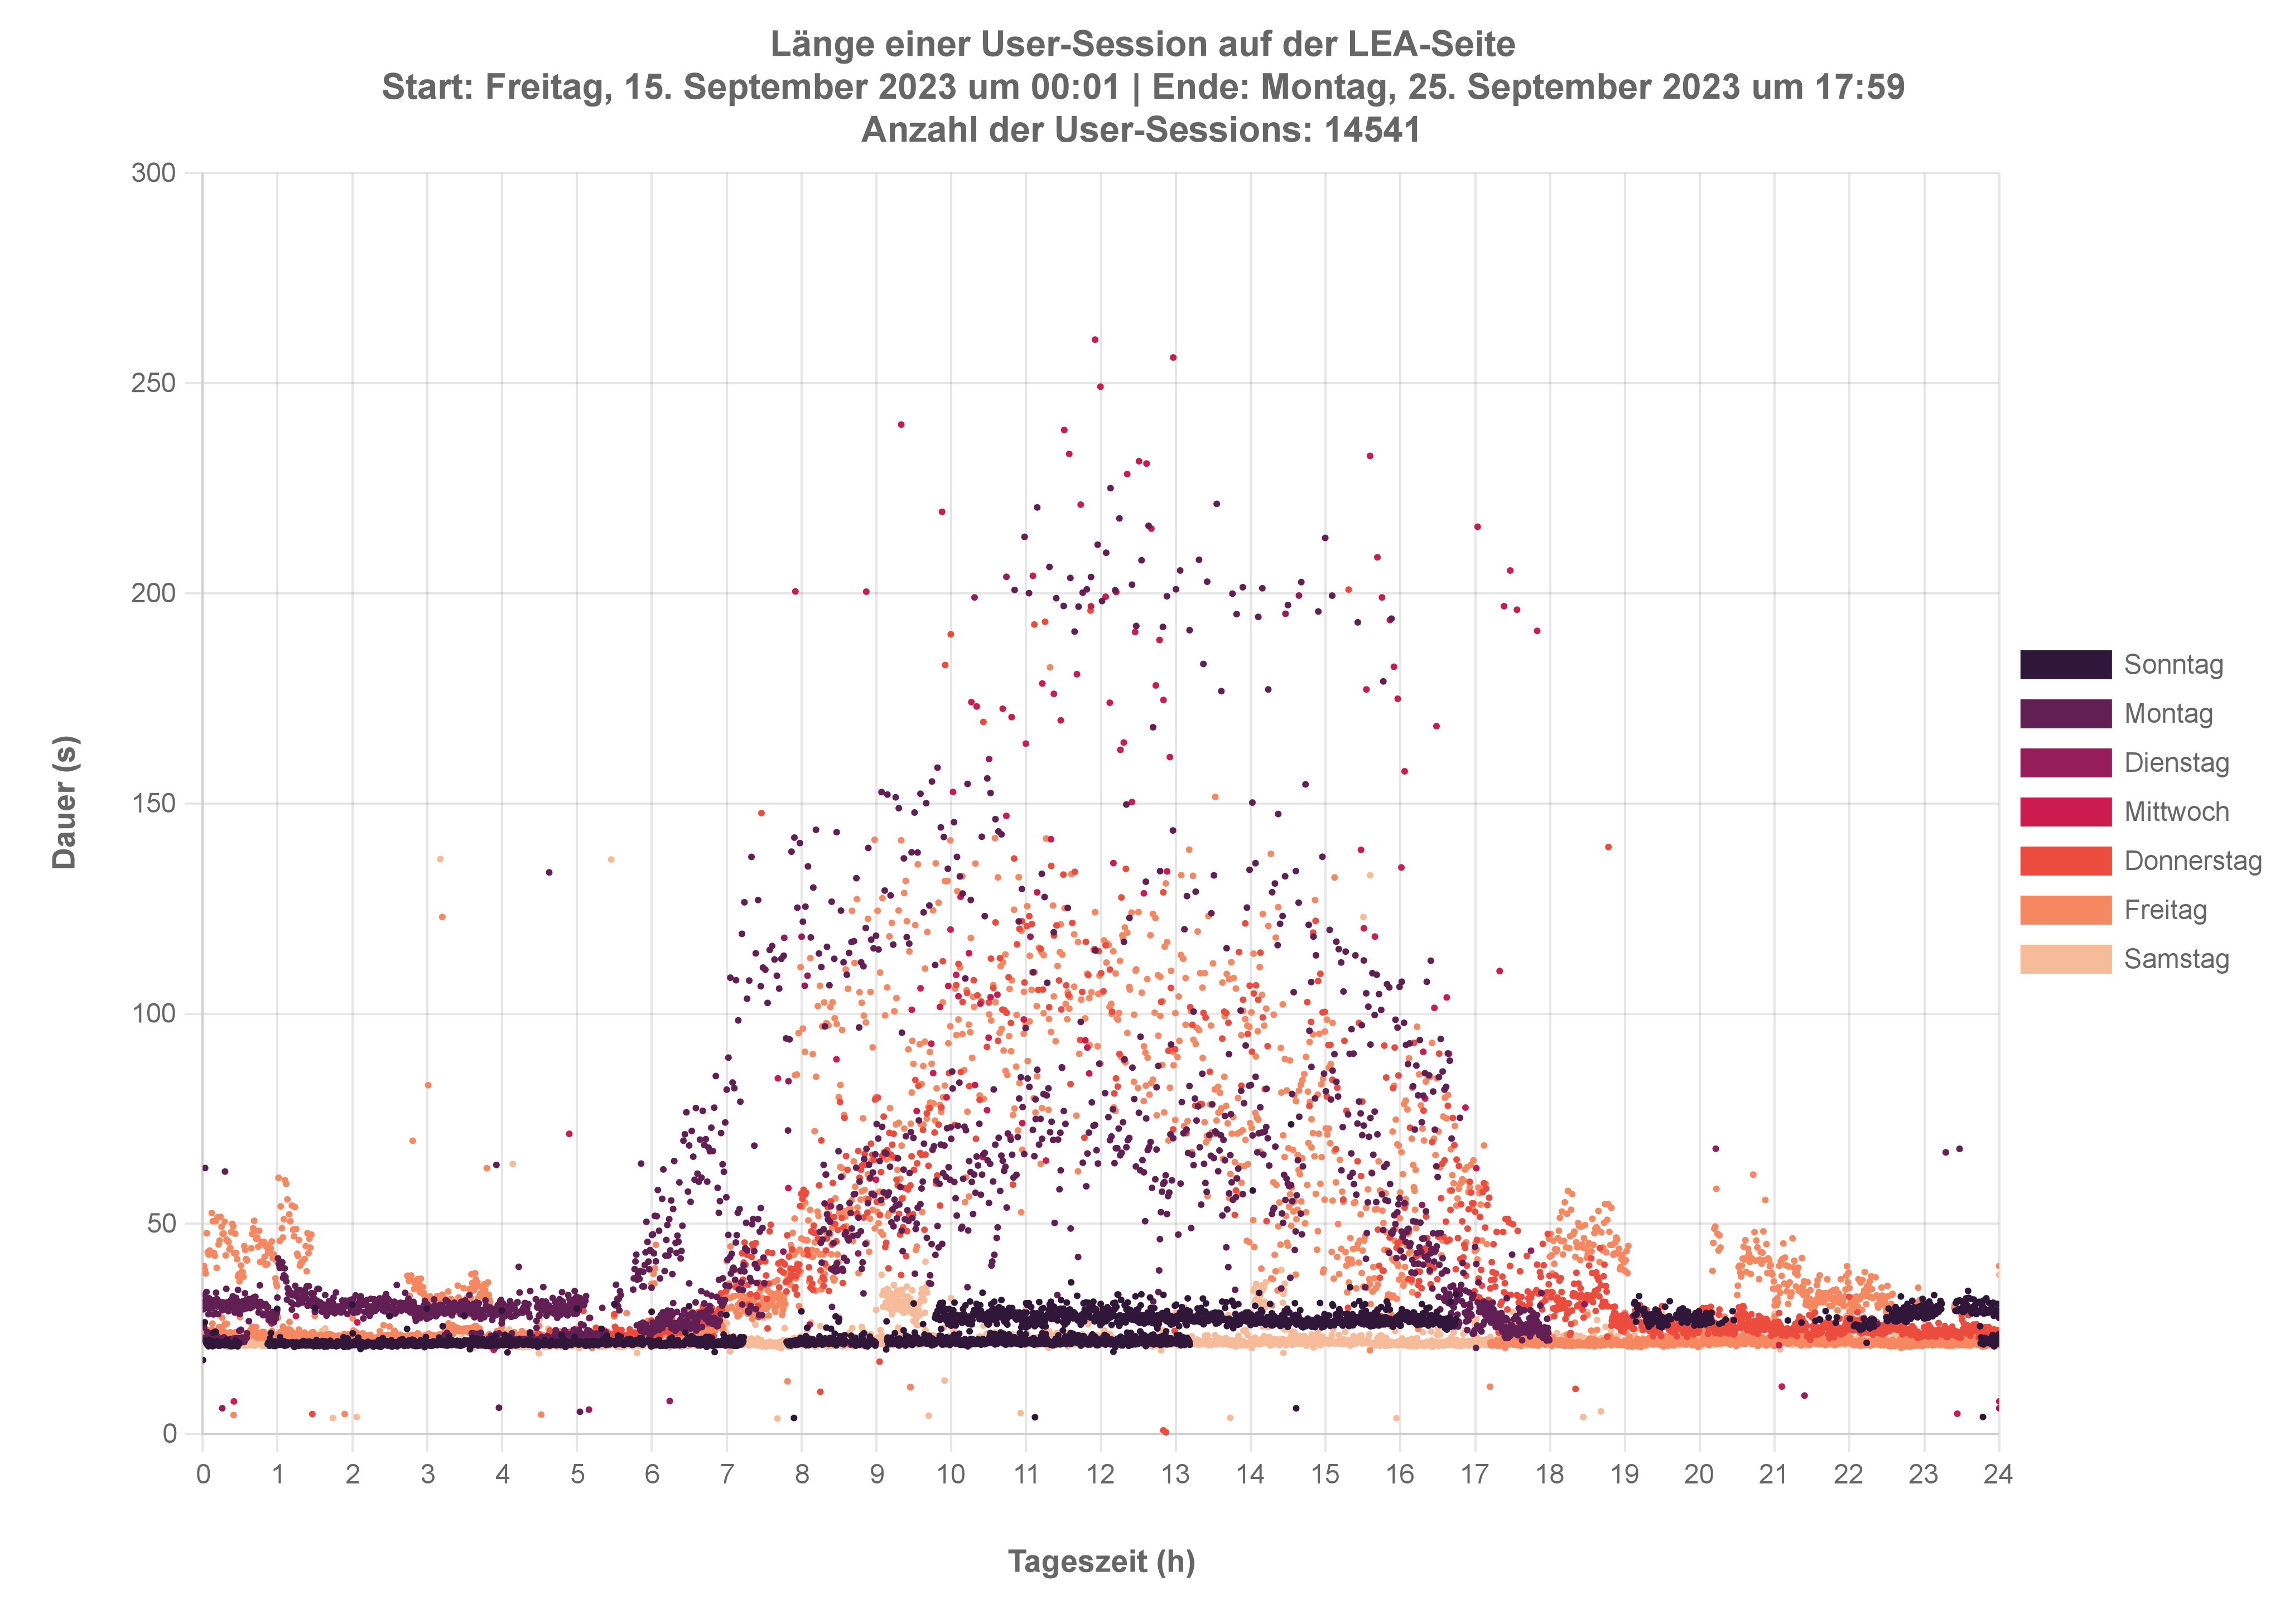 Länge einer User-Session auf der LEA-Seite
Start: Freitag, 15. September 2023 um 00:01 | Ende: Montag, 25. September 2023 um 17:59
Anzahl der User-Sessions: 14541
300
250
200
150
100
50
0
Dauer (s)
0 1 2 3 4 5 6 7 8 9 10 11 12 13 14 15 16 17 18 19 20 21 22 23 24
Tageszeit (h)
Sonntag
Montag
Dienstag
Mittwoch
Donnerstag
Freitag
Samstag